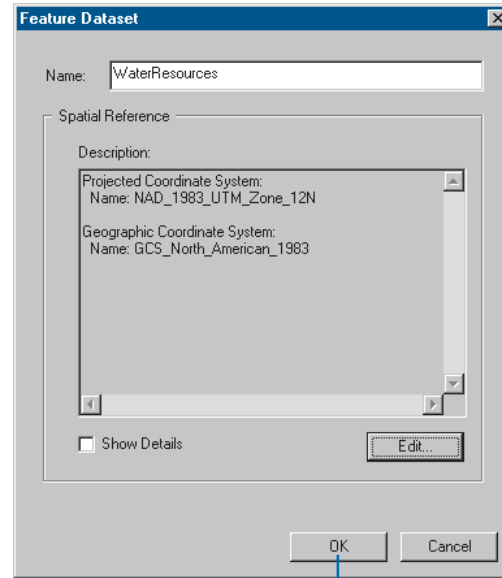 Feature Dataset
Name: WaterResources
Spatial Reference
Description:
Projected Coordinate System:
Name: NAD_1983_UTM_Zone_12N
Geographic Coordinate System:
Name: GCS_North_American_1983
Show Details
Edit...
OK Cancel